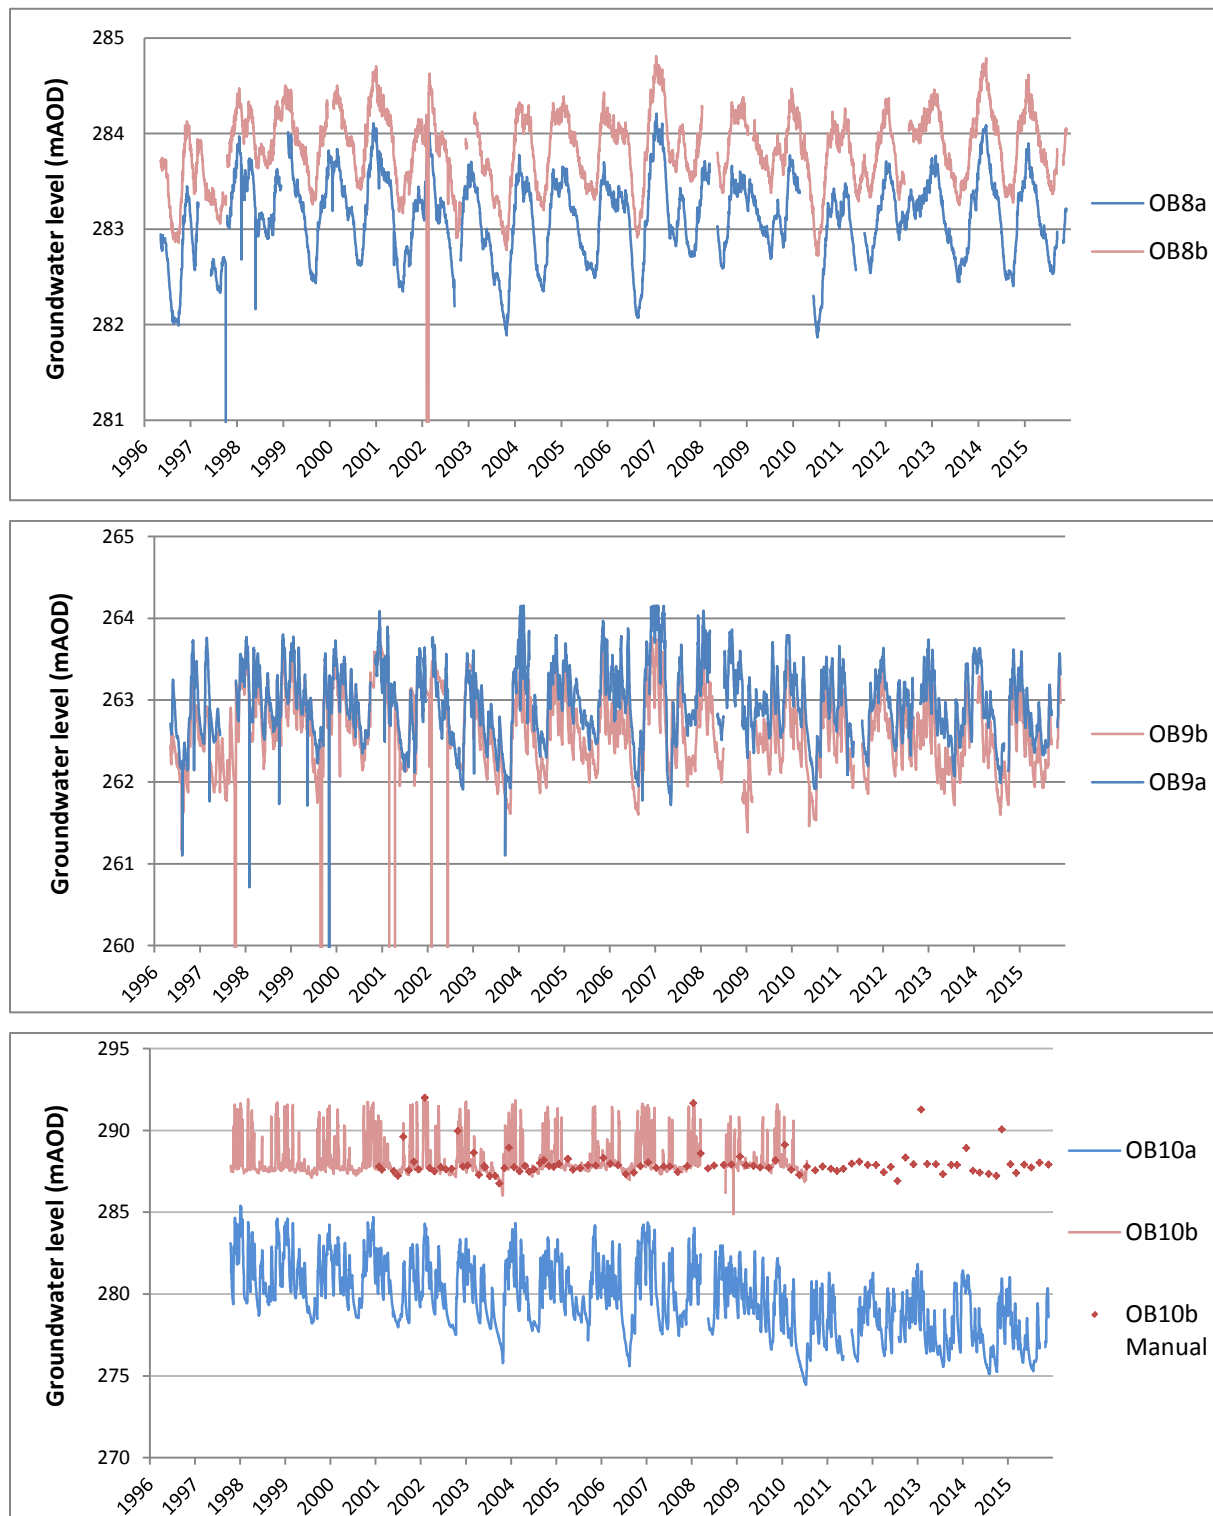 Groundwater level (mAOD)
285
284
283
282
281
1996 1997 1998 1999 2000 2001 2002 2003 2004 2005 2006 2007 2008 2009 2010 2011 2012 2013 2014 2015
OB8a
OB8b
Groundwater level (mAOD)
265
264
263
262
261
260
1996 1997 1998 1999 2000 2001 2002 2003 2004 2005 2006 2007 2008 2009 2010 2011 2012 2013 2014 2015
OB9b
OB9a
Groundwater level (mAOD)
295
290
285
280
275
270
1996 1997 1998 1999 2000 2001 2002 2003 2004 2005 2006 2007 2008 2009 2010 2011 2012 2013 2014 2015
OB10a
OB10b
OB10b
Manual